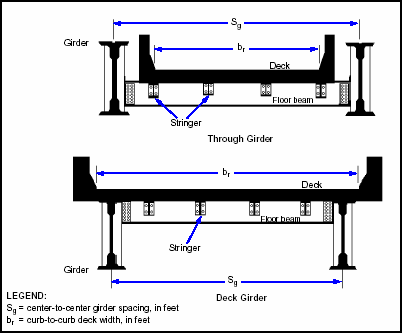 Sg
Girder
br
Deck
Floor beam
Stringer
Through Girder
br
Deck
Floor beam
Stringer
Girder
Sg
Deck Girder
LEGEND:
Sg = center-to-center girder spacing, in feet
br = curb-to-curb deck width, in feet